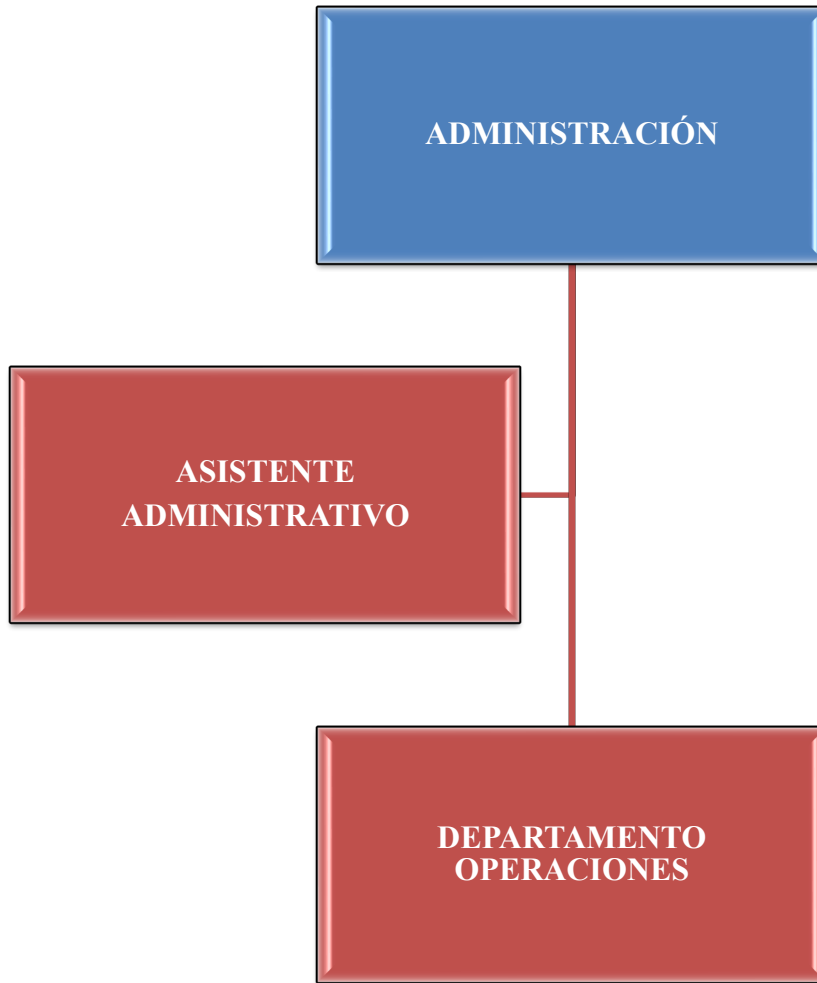 ADMINISTRACIÓN
ASISTENTE
ADMINISTRATIVO
DEPARTAMENTO
OPERACIONES